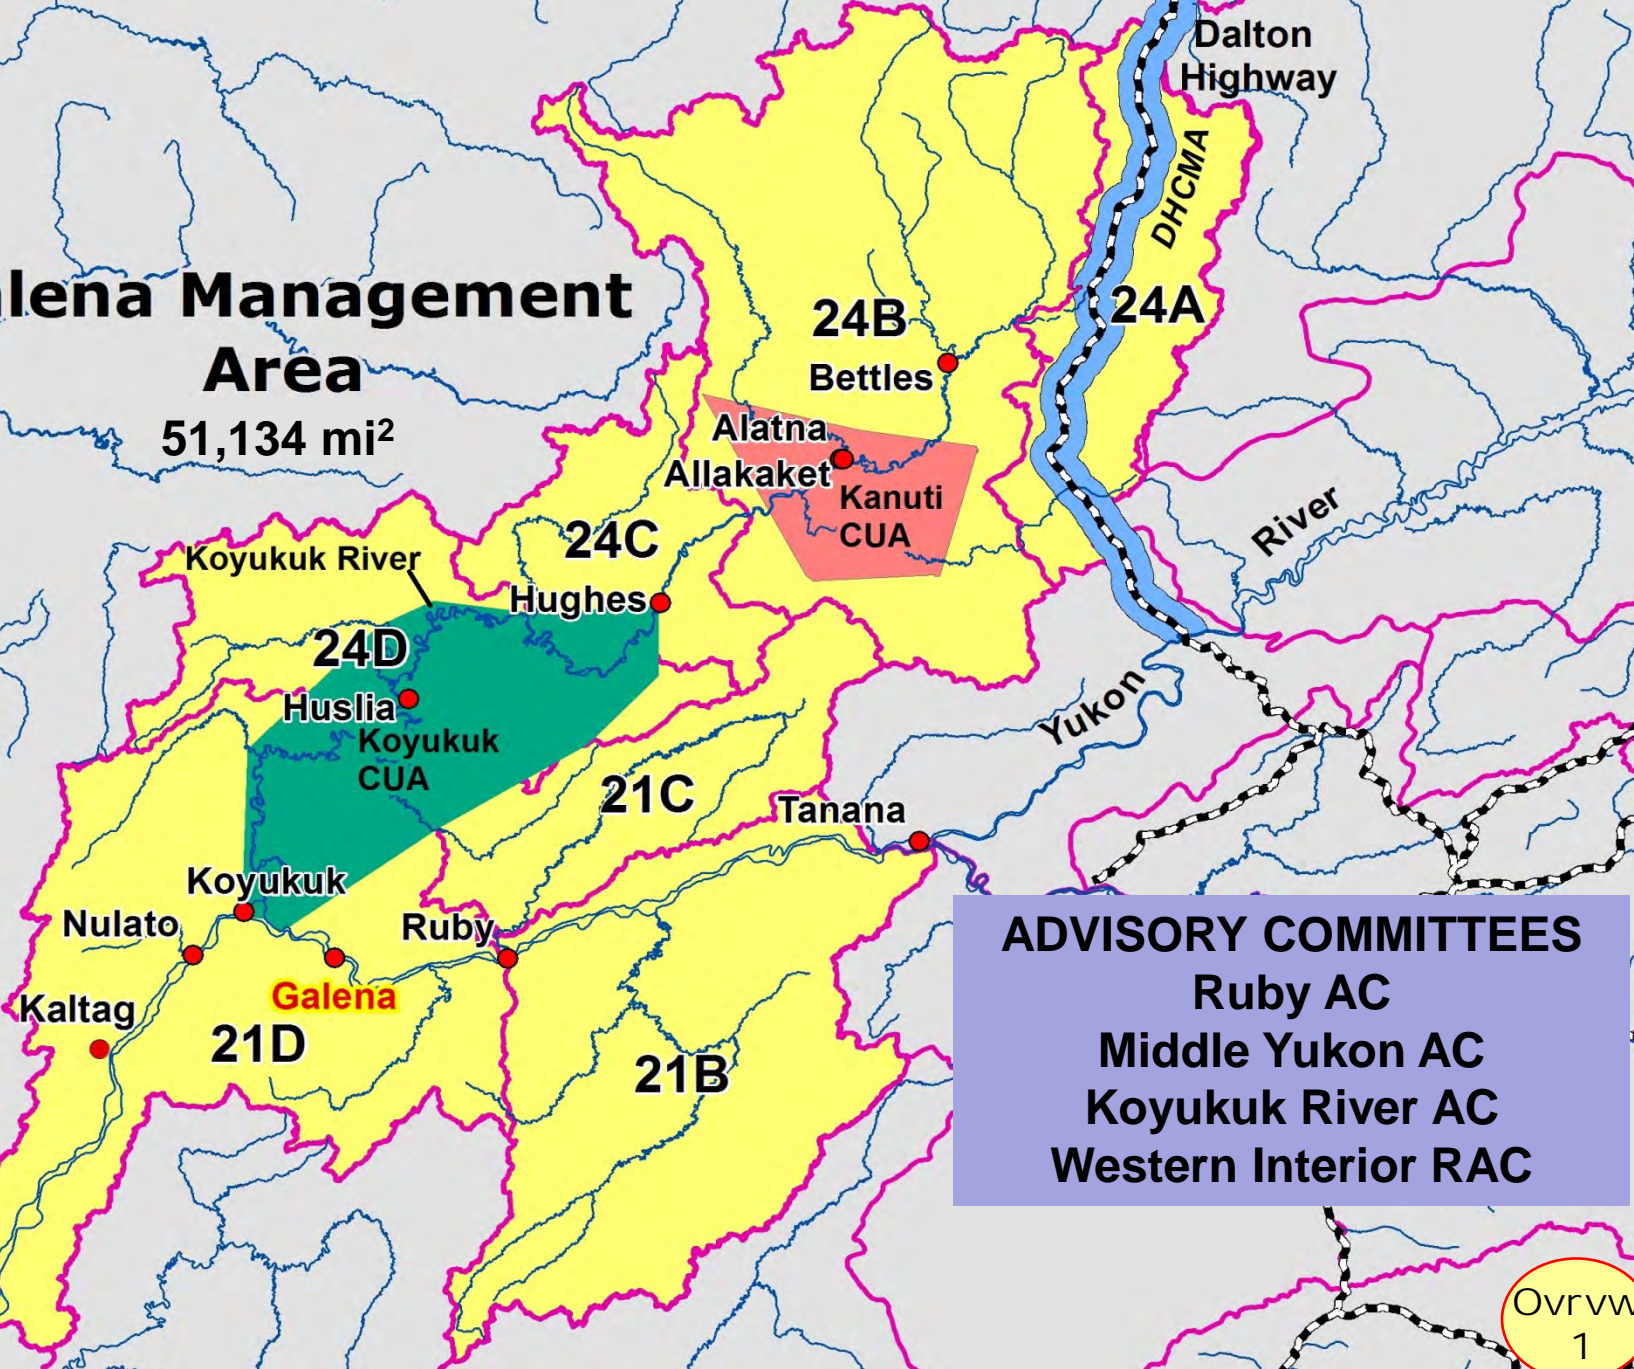 Dalton
Highway
DHCMA
lena Management
Area
51,134 mi²
24B
24A
Bettles
Alatna
Allakaket
Kanuti
CUA
River
24C
Koyukuk River
Hughes
24D
Huslia
Koyukuk
CUA
Yukon
21C
Tanana
Koyukuk
Nulato
Ruby
Galena
Kaltag
21D
21B
ADVISORY COMMITTEES
Ruby AC
Middle Yukon AC
Koyukuk River AC
Western Interior RAC
Ovrvw
1